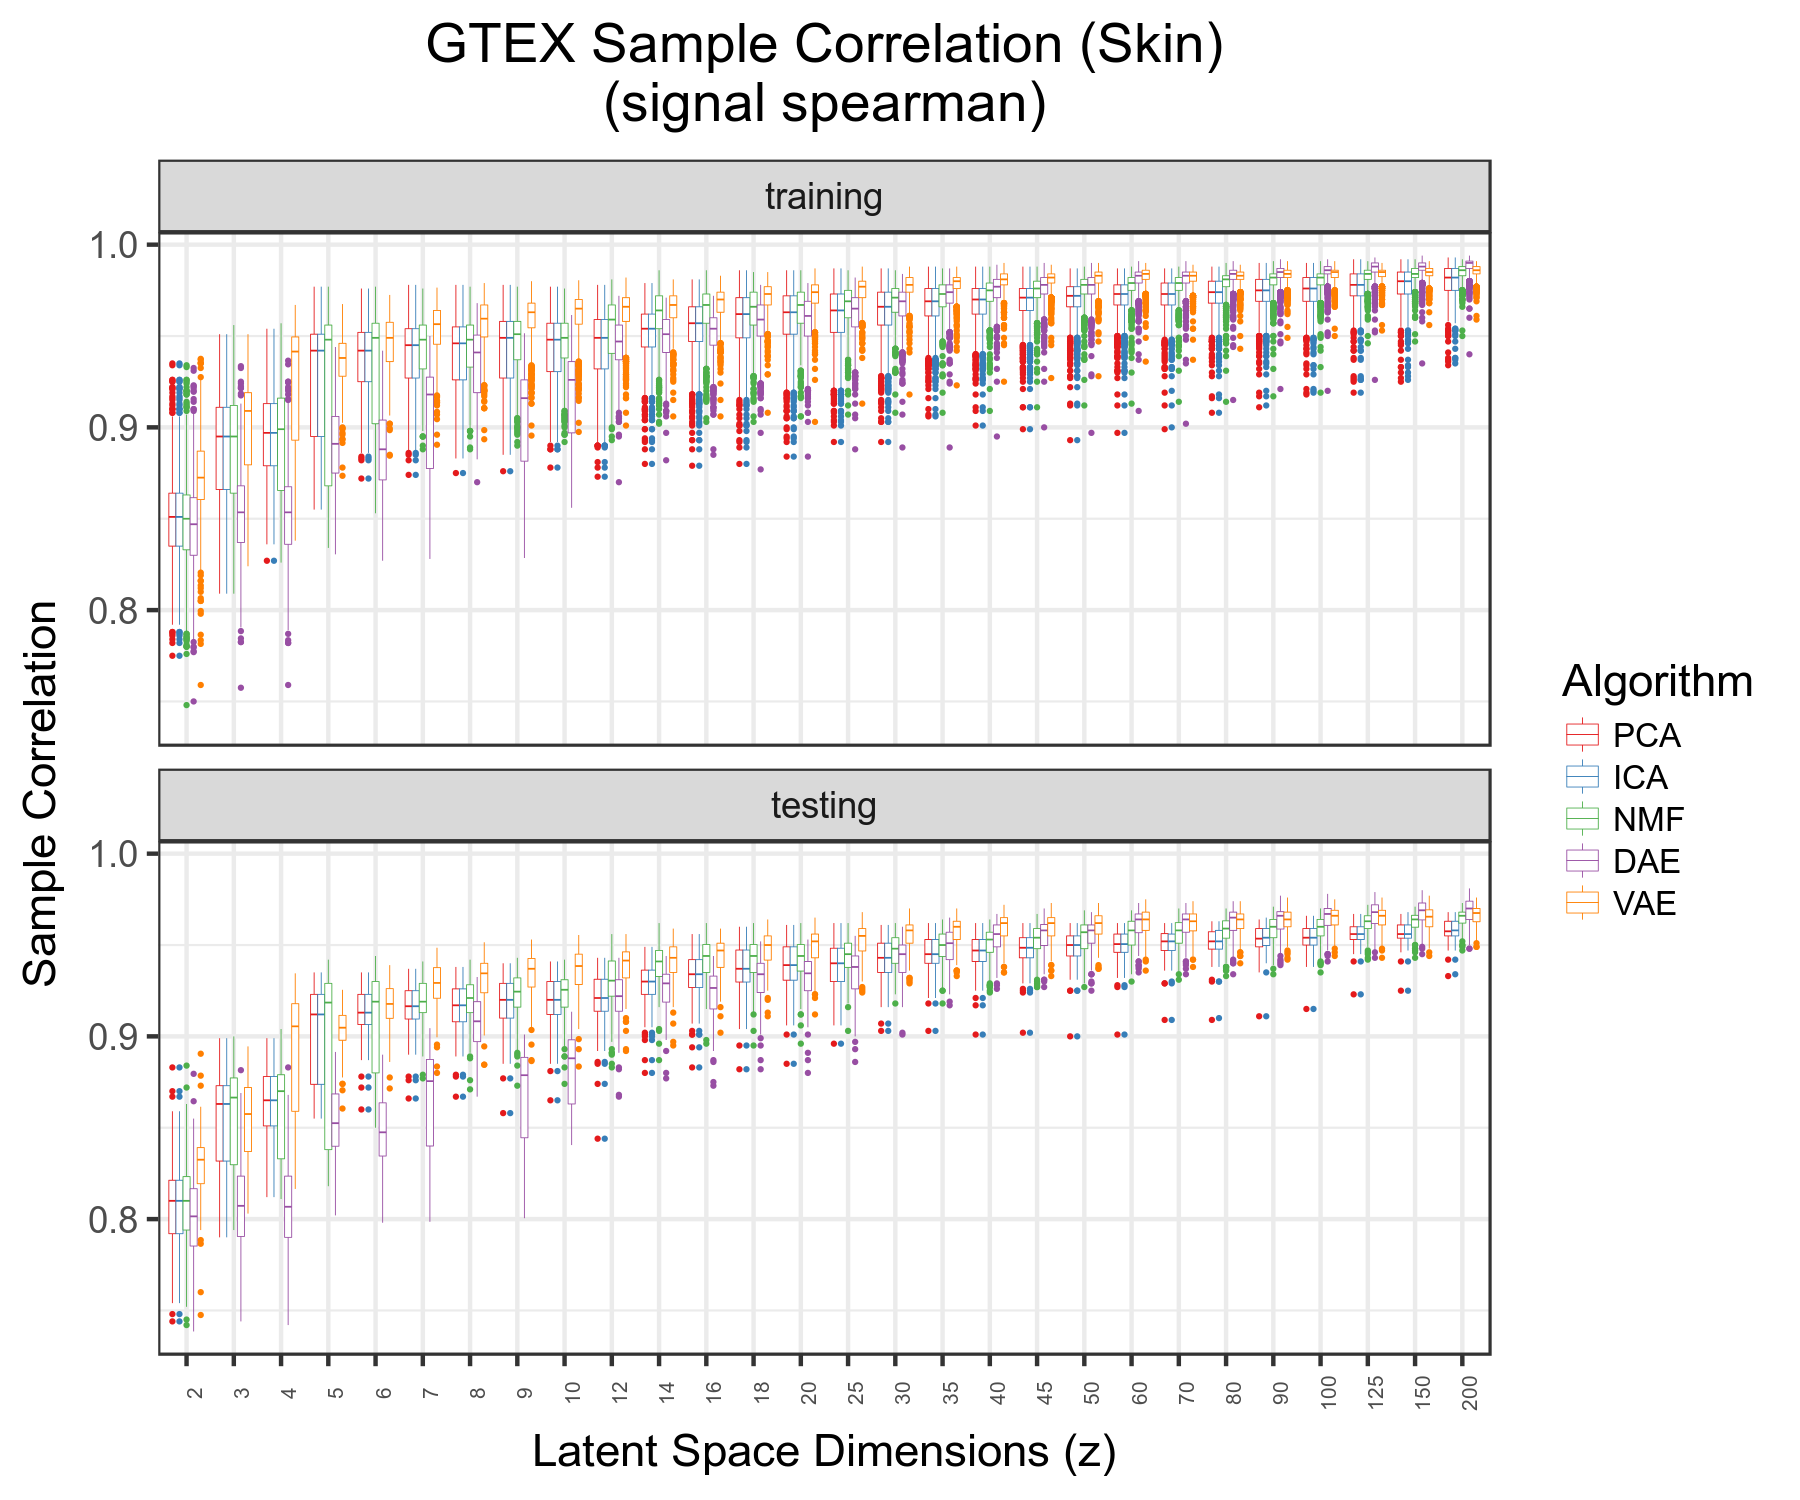 GTEX Sample Correlation (Skin)
(signal spearman)
training
1.0
0.9
0.8
testing
1.0
0.9
0.8
Sample Correlation
2 3 4 5 6 7 8 9 10 12 14 16 18 20 25 30 35 40 45 50 60 70 80 90 100 125 150 200
Latent Space Dimensions (z)
Algorithm
PCA
ICA
NMF
DAE
VAE